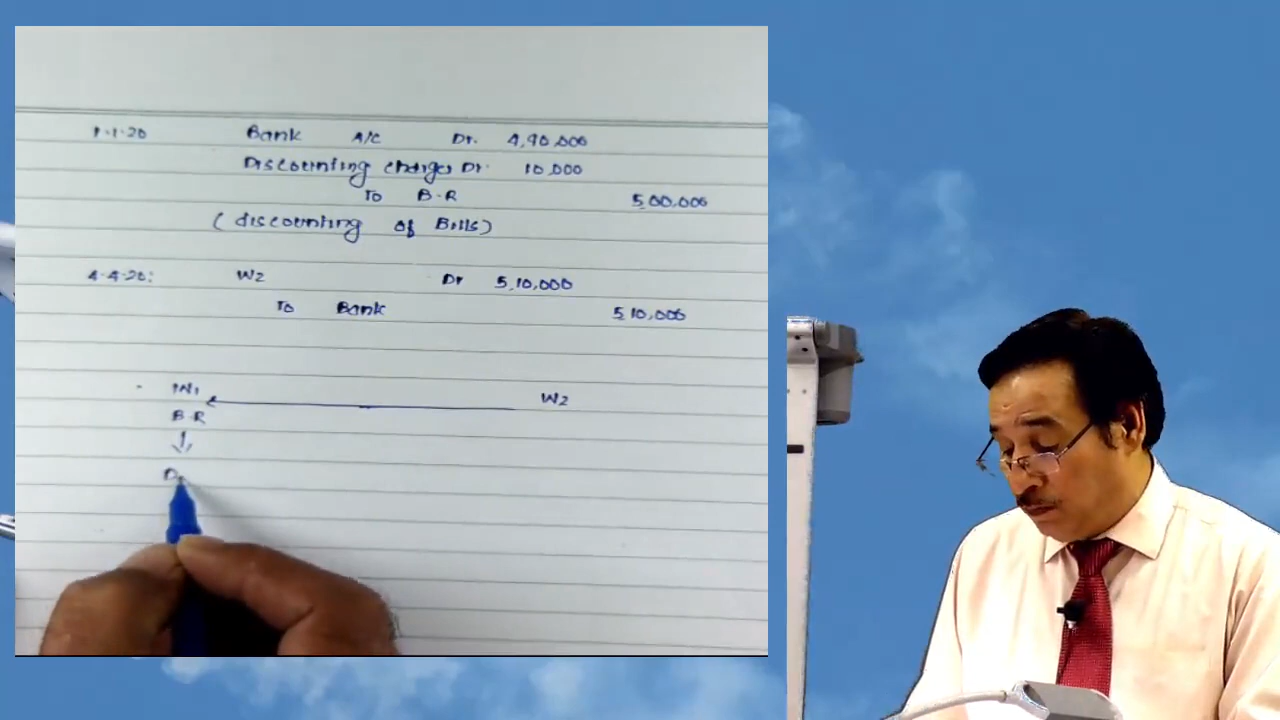 1-1-20 Bank A/C Dr. 4,90,000
Discounting charges Dr. 10,000
To B-R 5,00,000
(discounting of Bills)
4-4-20: W2 Dr 5,10,000
To Bank 5,10,000
W1 W2
B-R